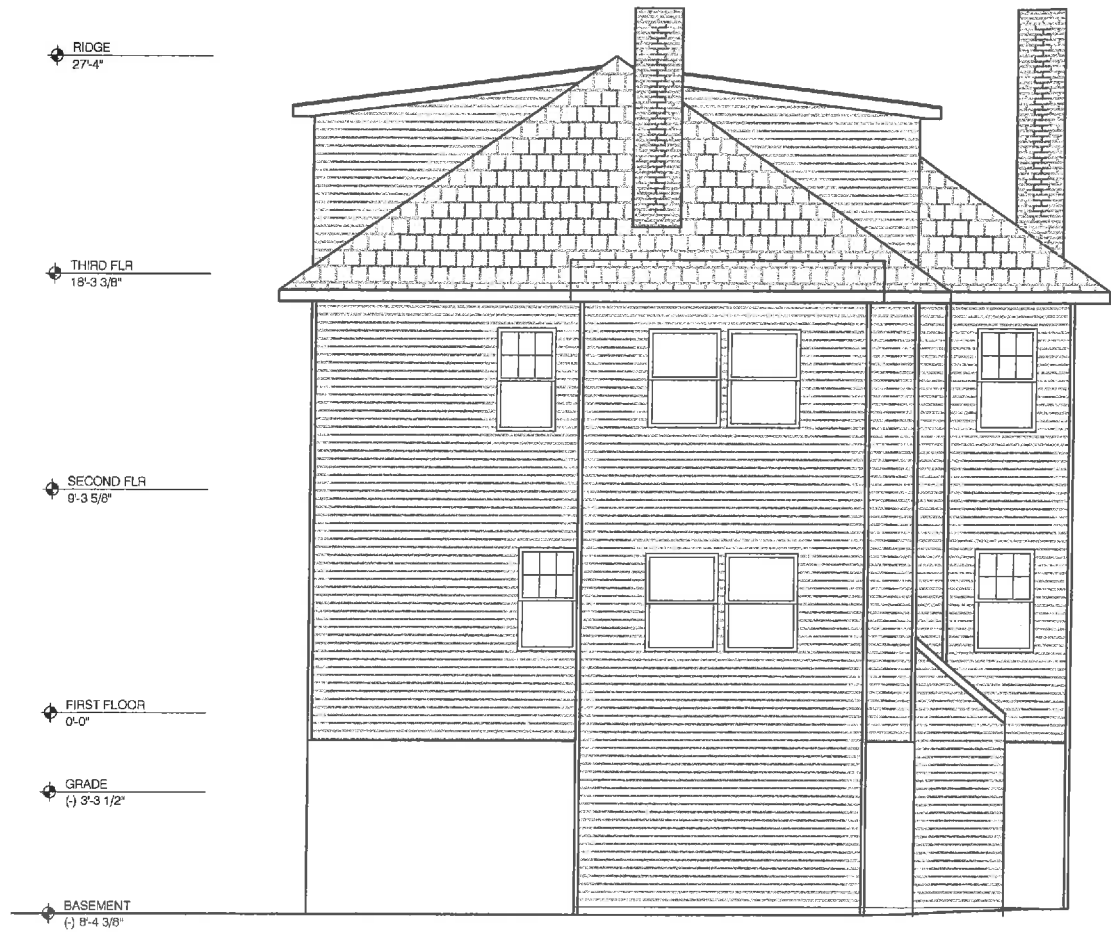 RIDGE
27'-4"
THIRD FLR
18'-3 3/8"
SECOND FLR
9'-3 5/8"
FIRST FLOOR
0'-0"
GRADE
(-) 3'-3 1/2"
BASEMENT
(-) 8'-4 3/8"